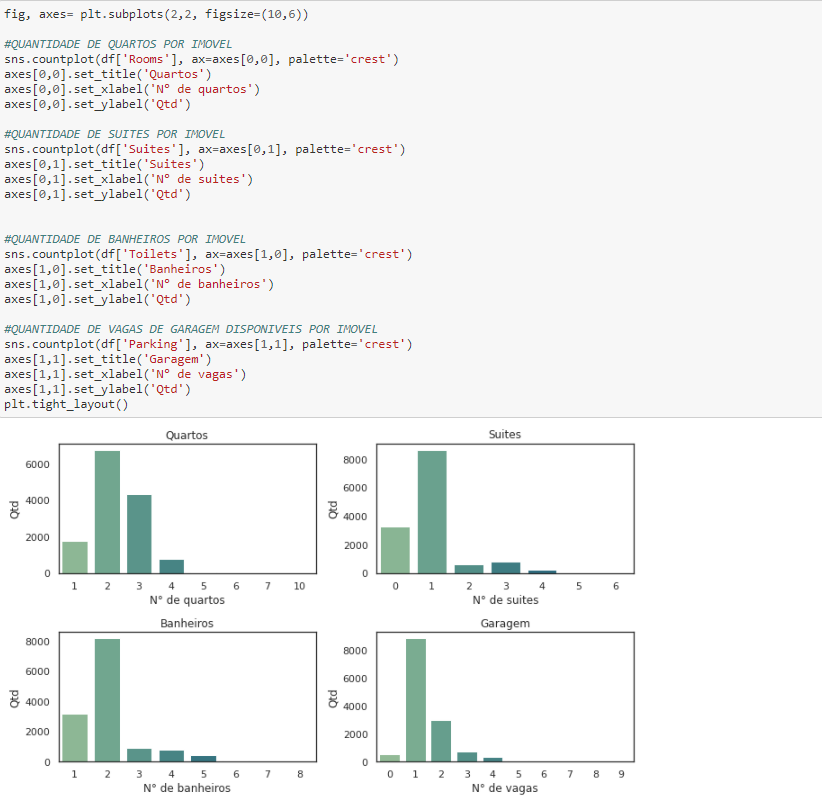 fig, axes= plt.subplots(2,2, figsize=(10,6))
#QUANTIDADE DE QUARTOS POR IMOVEL
sns.countplot(df['Rooms'], ax=axes[0,0], palette='crest')
axes[0,0].set_title('Quartos')
axes[0,0].set_xlabel('N° de quartos')
axes[0,0].set_ylabel('Qtd')
#QUANTIDADE DE SUITES POR IMOVEL
sns.countplot(df['Suites'], ax=axes[0,1], palette='crest')
axes[0,1].set_title('Suites')
axes[0,1].set_xlabel('N° de suites')
axes[0,1].set_ylabel('Qtd')
#QUANTIDADE DE BANHEIROS POR IMOVEL
sns.countplot(df['Toilets'], ax=axes[1,0], palette='crest')
axes[1,0].set_title('Banheiros')
axes[1,0].set_xlabel('N° de banheiros')
axes[1,0].set_ylabel('Qtd')
#QUANTIDADE DE VAGAS DE GARAGEM DISPONIVEIS POR IMOVEL
sns.countplot(df['Parking'], ax=axes[1,1], palette='crest')
axes[1,1].set_title('Garagem')
axes[1,1].set_xlabel('N° de vagas')
axes[1,1].set_ylabel('Qtd')
plt.tight_layout()
Quartos
Qtd
6000
4000
2000
0
1 2 3 4 5 6 7 10
N° de quartos
Suites
Qtd
8000
6000
4000
2000
0
0 1 2 3 4 5 6
N° de suites
Banheiros
Qtd
8000
6000
4000
2000
0
1 2 3 4 5 6 7 8
N° de banheiros
Garagem
Qtd
8000
6000
4000
2000
0
0 1 2 3 4 5 6 7 8 9
N° de vagas